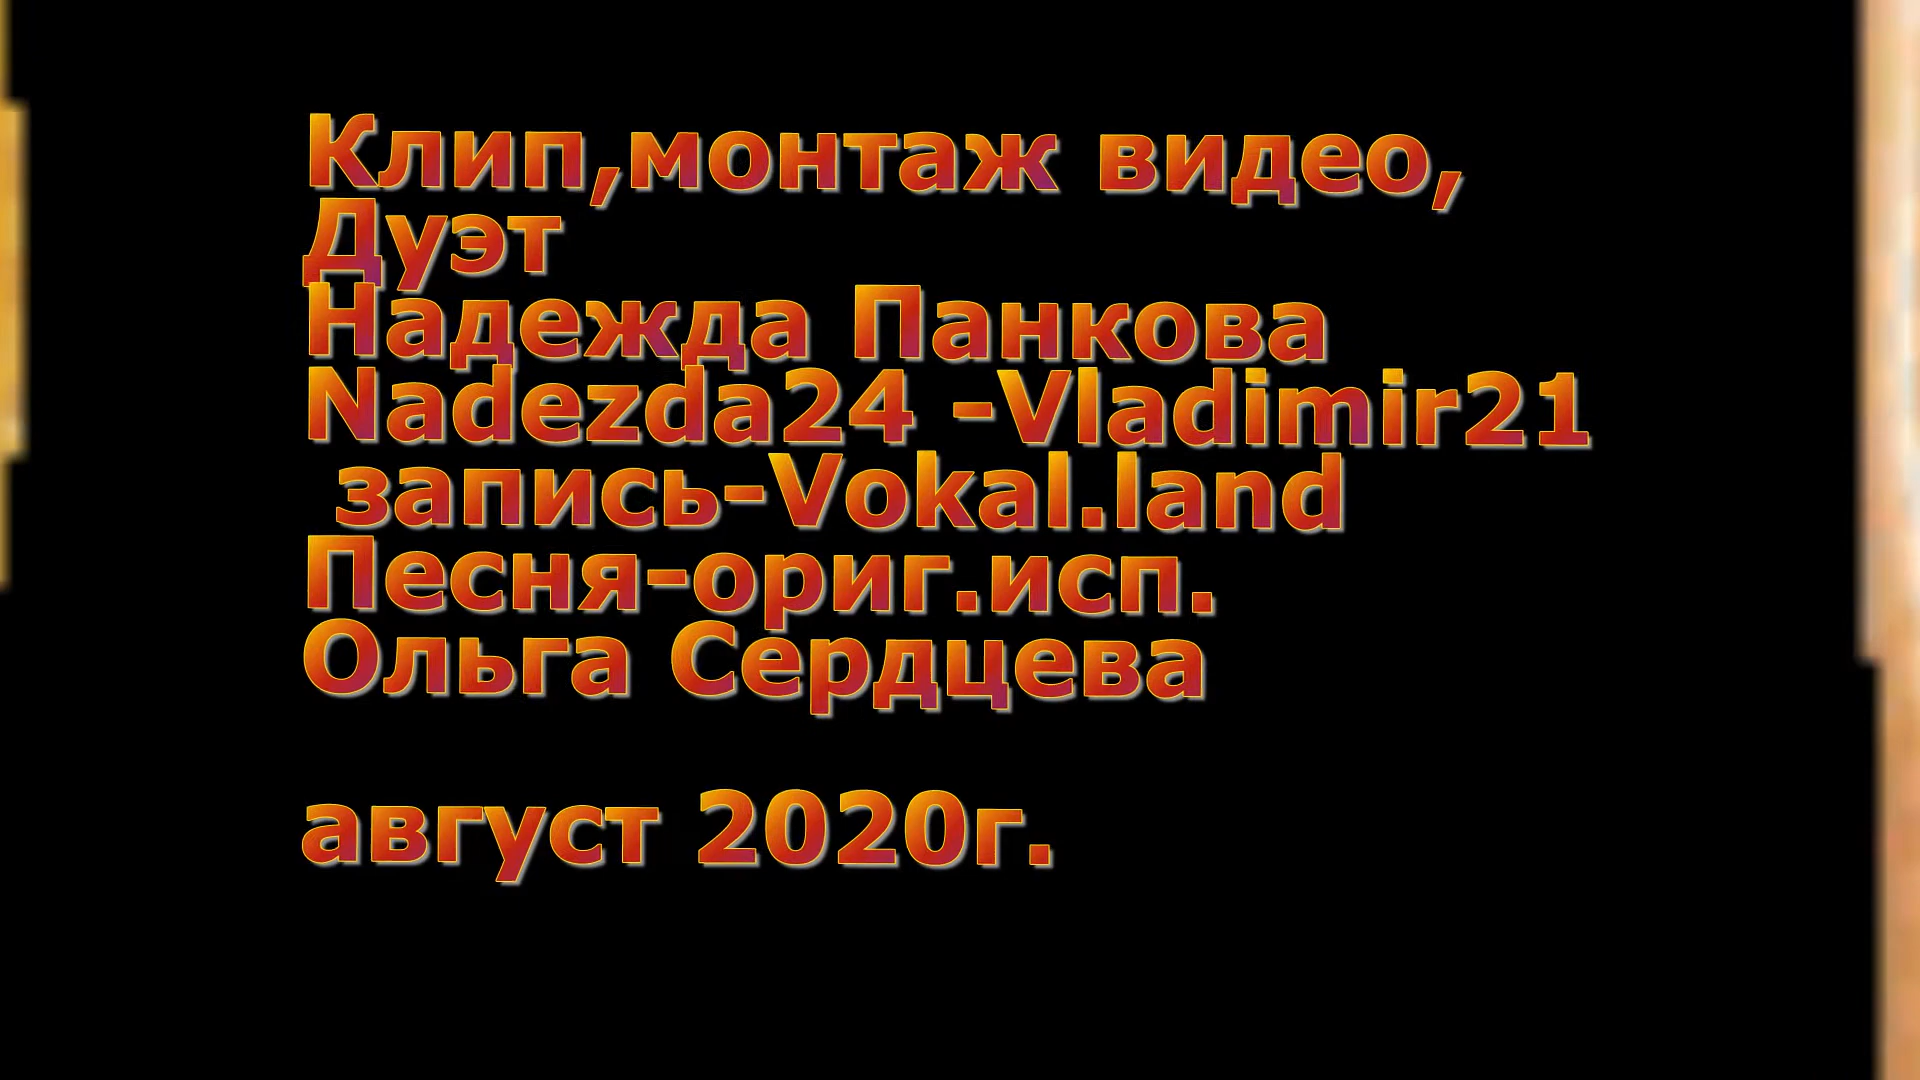 Клип,монтаж видео,
Дуэт
Надежда Панкова
Nadezda24 -Vladimir21
запись-Vokal.land
Песня-ориг.исп.
Ольга Сердцева
август 2020г.